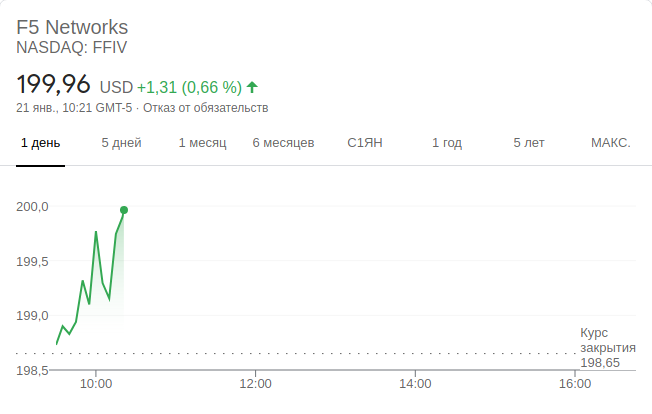 F5 Networks
NASDAQ: FFIV
199,96 USD +1,31 (0,66 %)
21 янв., 10:21 GMT-5 · Отказ от обязательств
1 день 5 дней 1 месяц 6 месяцев С1ЯН 1 год 5 лет МАКС.
200,0
199,5
199,0
Курс
закрытия
198,65
198,5
10:00 12:00 14:00 16:00